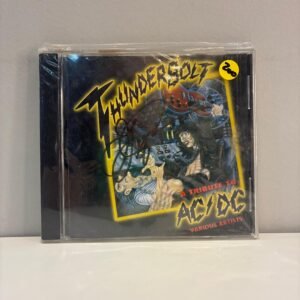 THUNDERBOLT
A TRIBUTE TO
AC/DC
VARIOUS ARTISTS